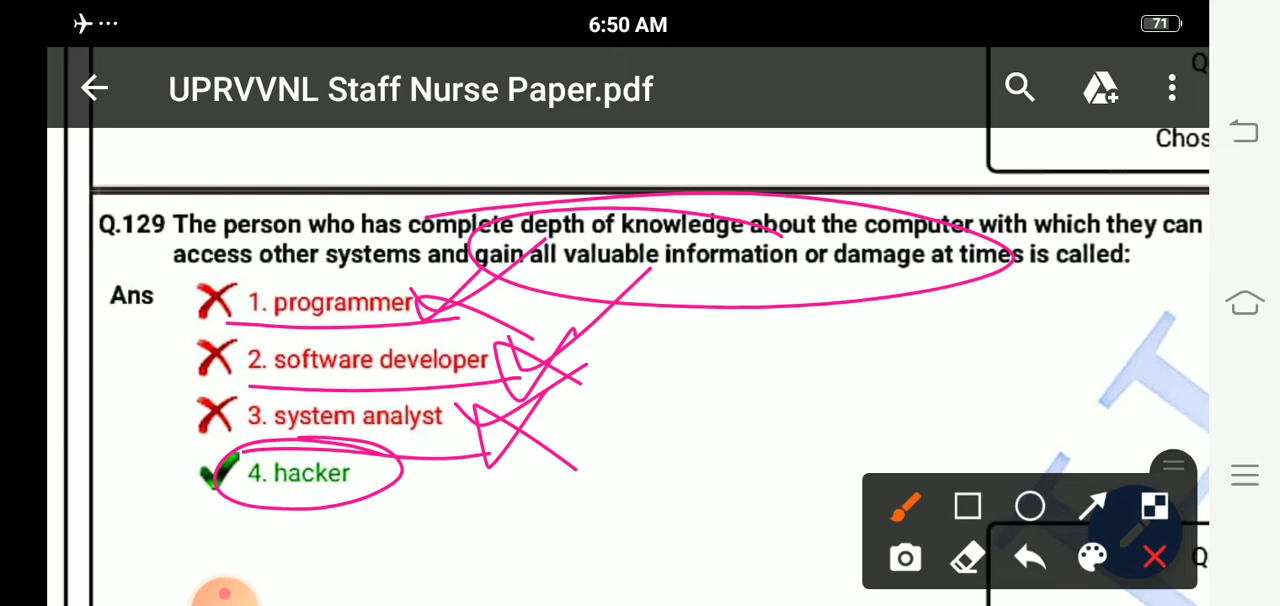 6:50 AM
71
UPRVVNL Staff Nurse Paper.pdf
Q
Chos
Q.129 The person who has complete depth of knowledge about the computer with which they can
access other systems and gain all valuable information or damage at times is called:
Ans
1. programmer
2. software developer
3. system analyst
4. hacker
Q